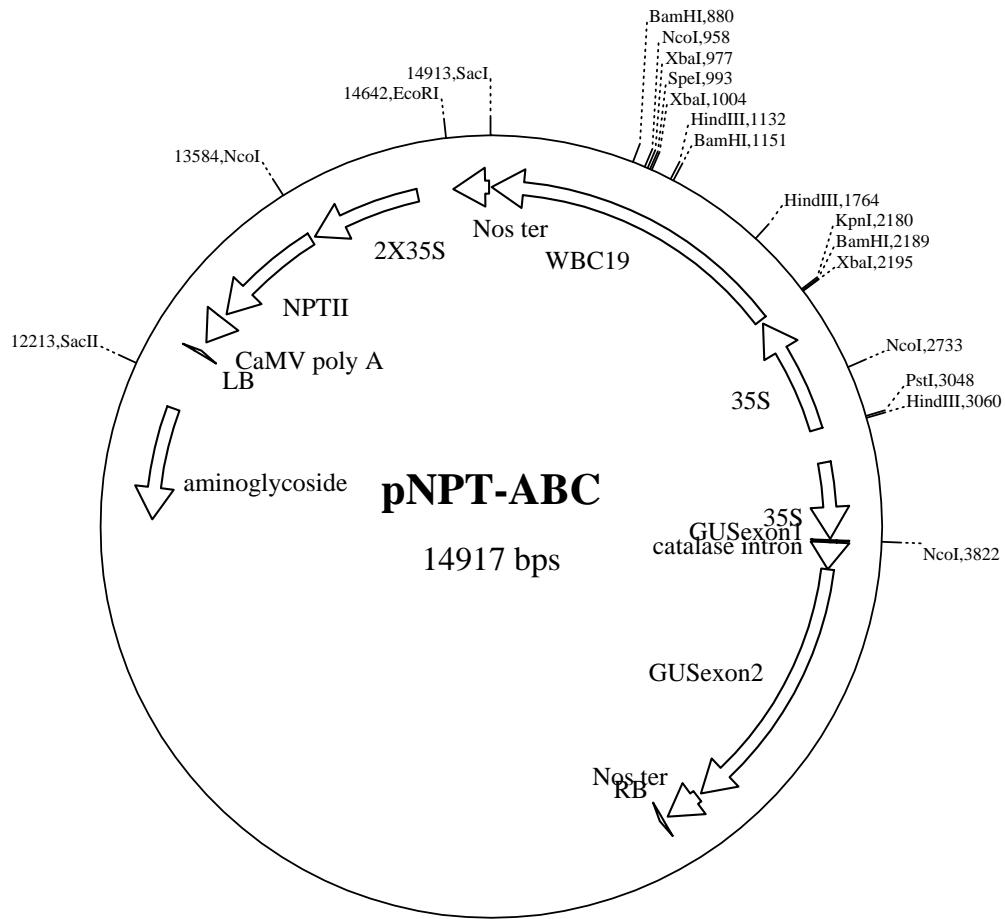 BamHI,880
NcoI,958
XbaI,977
SpeI,993
XbaI,1004
HindIII,1132
BamHI,1151
14913,SacI
14642,EcoRI
13584,NcoI
HindIII,1764
KpnI,2180
BamHI,2189
XbaI,2195
Nos ter
2X35S
WBC19
NPTII
12213,SacII
CaMV poly A
LB
NcoI,2733
PstI,3048
HindIII,3060
35S
aminoglycoside
pNPT-ABC
14917 bps
35S
GUSexon1
catalase intron
NcoI,3822
GUSexon2
Nos ter
RB